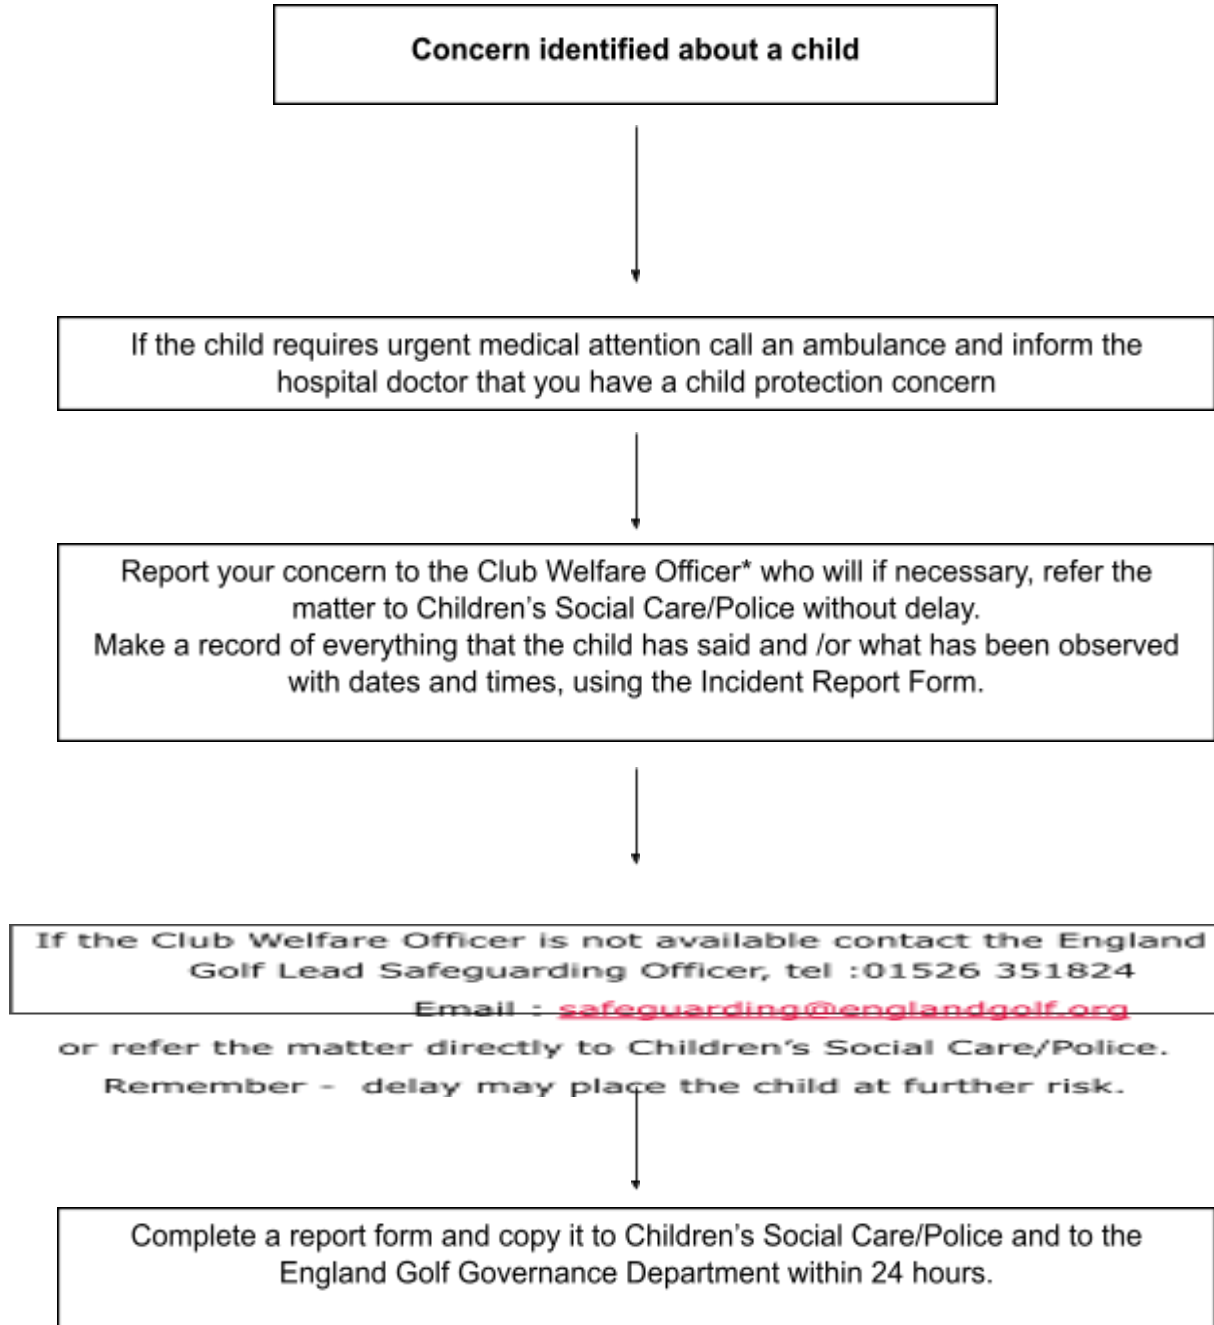 Concern identified about a child
If the child requires urgent medical attention call an ambulance and inform the
hospital doctor that you have a child protection concern
Report your concern to the Club Welfare Officer* who will if necessary, refer the
matter to Children’s Social Care/Police without delay.
Make a record of everything that the child has said and /or what has been observed
with dates and times, using the Incident Report Form.
If the Club Welfare Officer is not available contact the England
Golf Lead Safeguarding Officer, tel :01526 351824
Email : safeguarding@englandgolf.org
or refer the matter directly to Children’s Social Care/Police.
Remember - delay may place the child at further risk.
Complete a report form and copy it to Children’s Social Care/Police and to the
England Golf Governance Department within 24 hours.